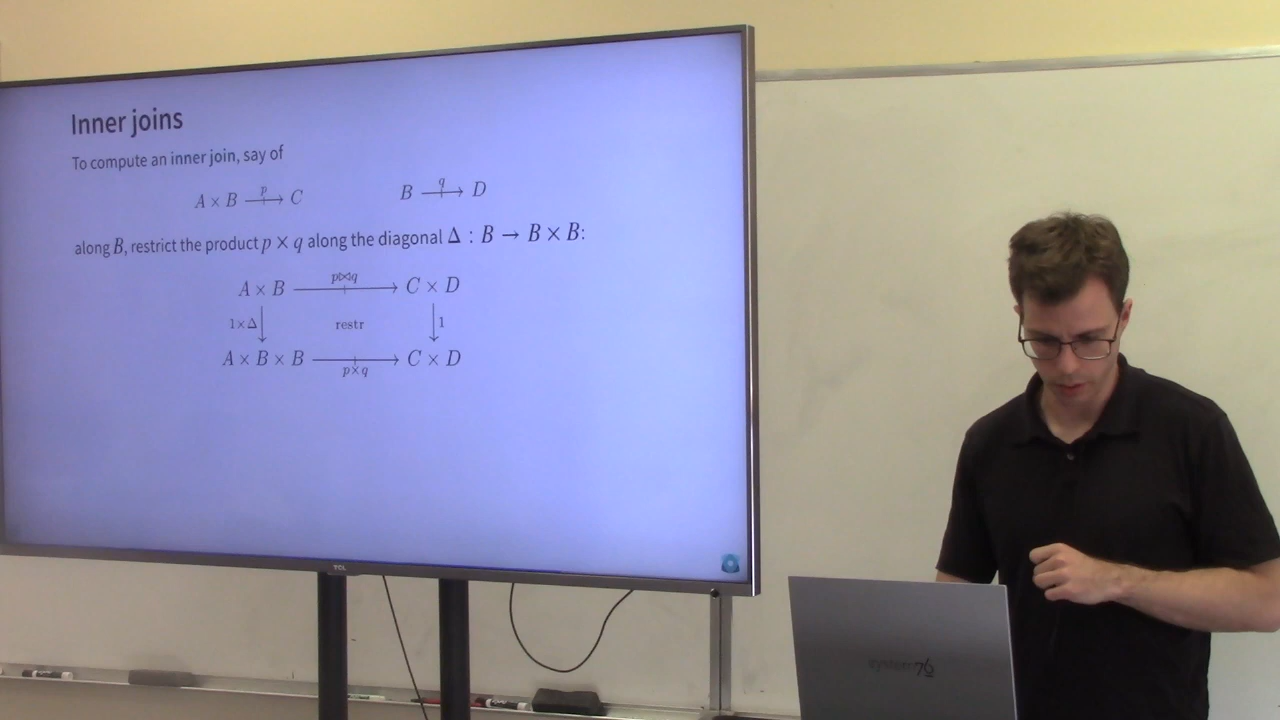 Inner joins
To compute an inner join, say of
A × B —p→ C   B —q→ D
along B, restrict the product p × q along the diagonal Δ : B → B × B:
A × B —p⋈q→ C × D
1×Δ   restr   1
A × B × B —p×q→ C × D
TCL
system76